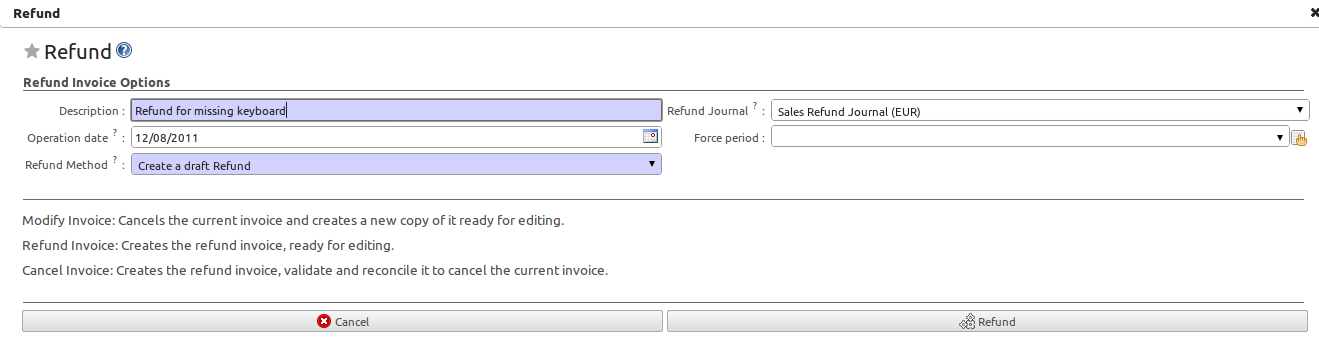 Refund
Refund ?
Refund Invoice Options
Description : Refund for missing keyboard Refund Journal ? : Sales Refund Journal (EUR)
Operation date ? : 12/08/2011 Force period :
Refund Method ? : Create a draft Refund
Modify Invoice: Cancels the current invoice and creates a new copy of it ready for editing.
Refund Invoice: Creates the refund invoice, ready for editing.
Cancel Invoice: Creates the refund invoice, validate and reconcile it to cancel the current invoice.
Cancel Refund